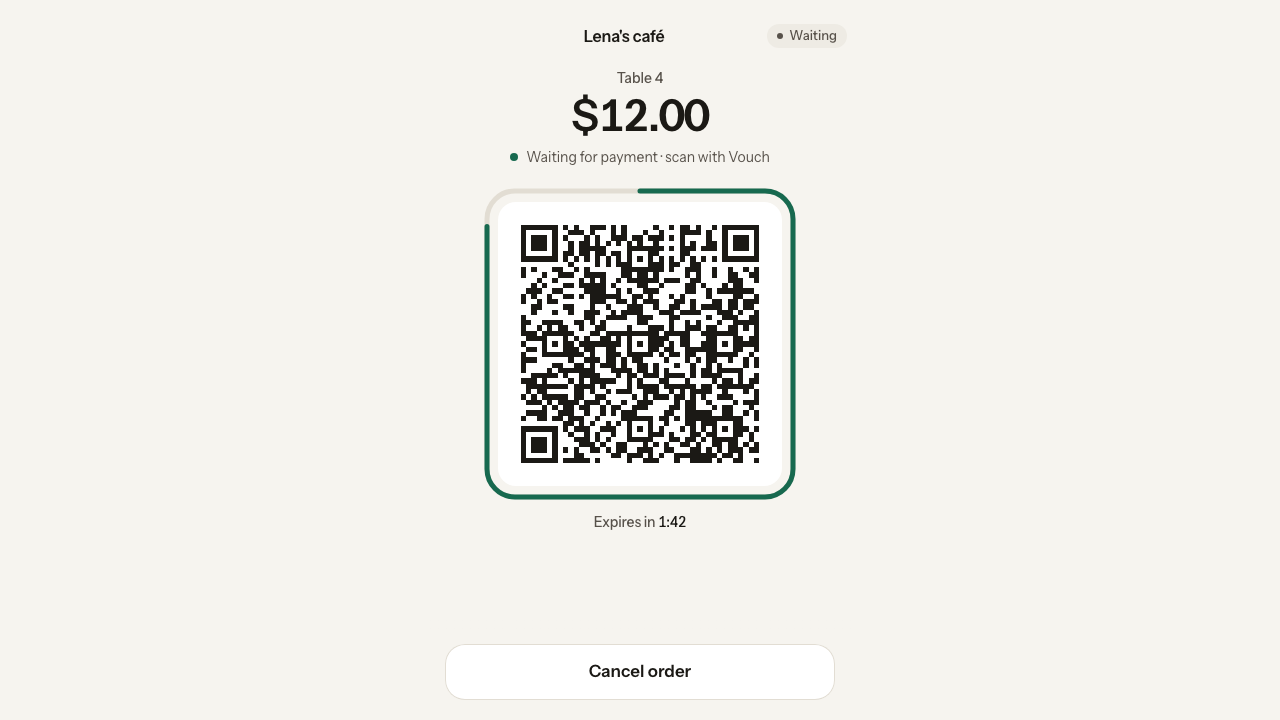 Lena's café
Waiting
Table 4
$12.00
Waiting for payment · scan with Vouch
Expires in 1:42
Cancel order